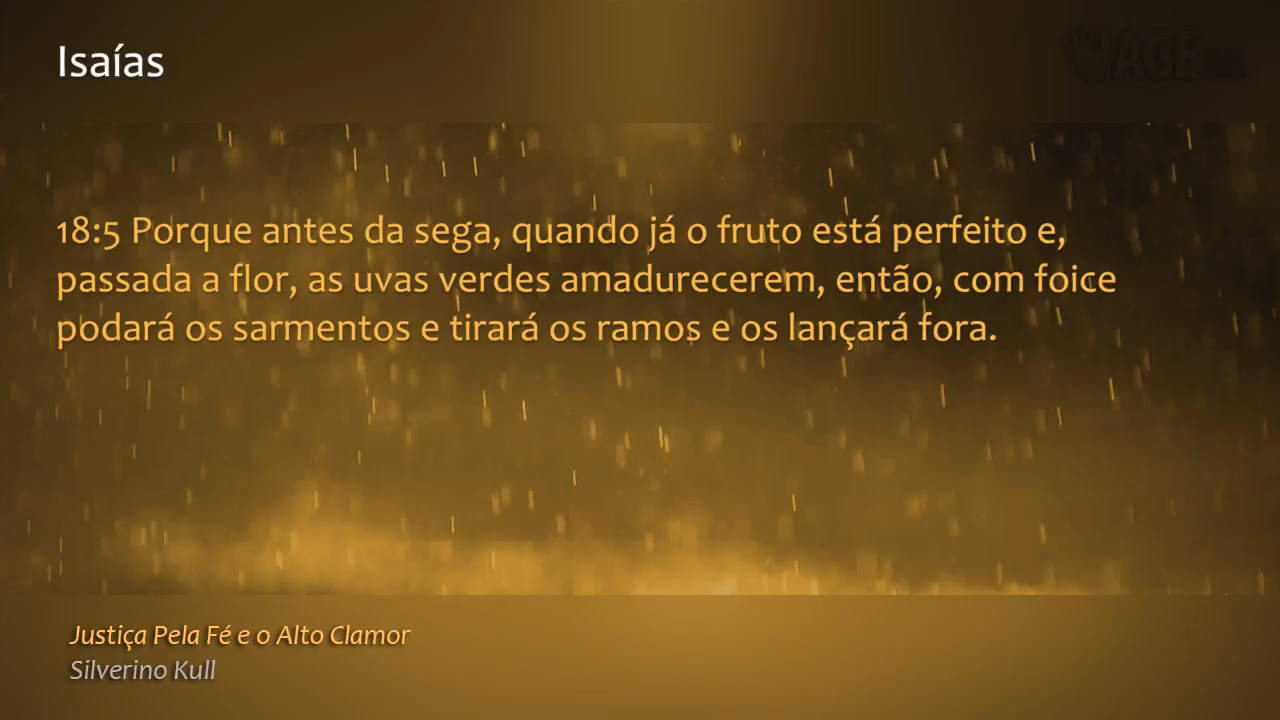 Isaías
18:5 Porque antes da sega, quando já o fruto está perfeito e,
passada a flor, as uvas verdes amadurecerem, então, com foice
podará os sarmentos e tirará os ramos e os lançará fora.
Justiça Pela Fé e o Alto Clamor
Silverino Kull